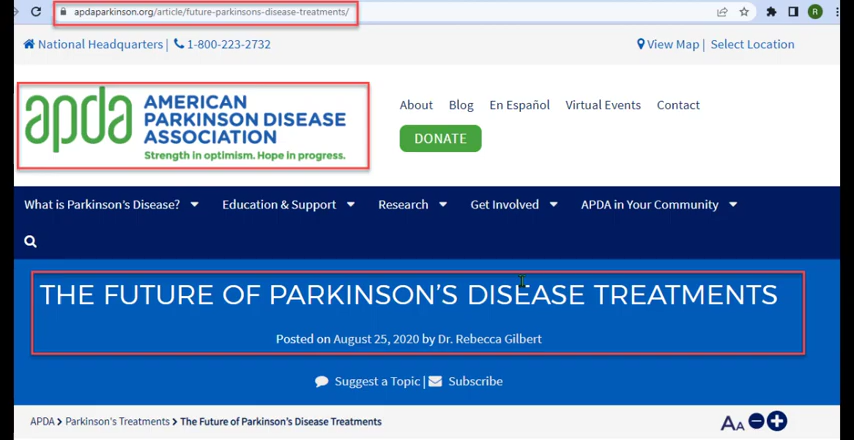 apdaparkinson.org/article/future-parkinsons-disease-treatments/
R
National Headquarters | 1-800-223-2732
View Map | Select Location
apda AMERICAN
PARKINSON DISEASE
ASSOCIATION
Strength in optimism. Hope in progress.
About Blog En Español Virtual Events Contact
DONATE
What is Parkinson's Disease? Education & Support Research Get Involved APDA in Your Community
THE FUTURE OF PARKINSON'S DISEASE TREATMENTS
Posted on August 25, 2020 by Dr. Rebecca Gilbert
Suggest a Topic | Subscribe
APDA > Parkinson's Treatments > The Future of Parkinson's Disease Treatments
AA